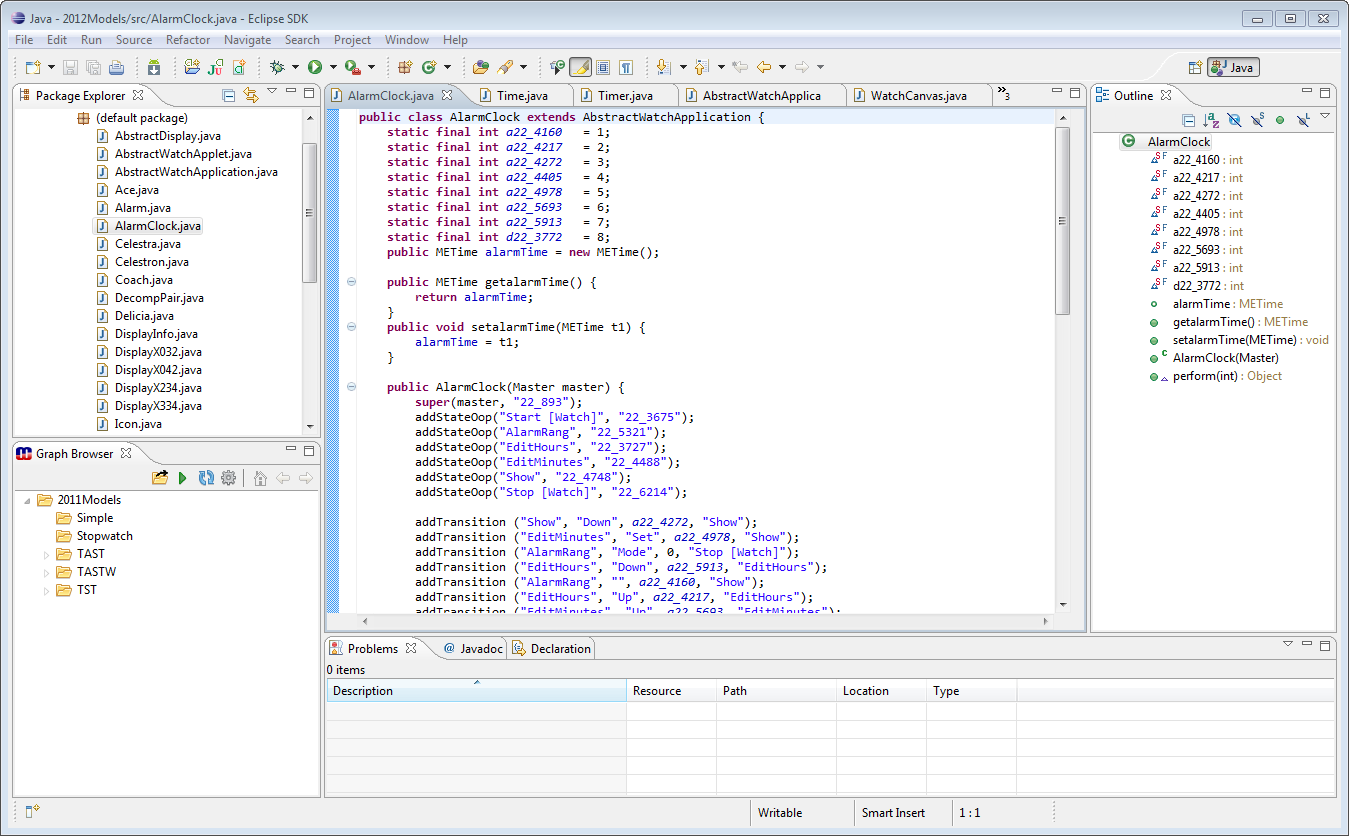 Java - 2012Models/src/AlarmClock.java - Eclipse SDK
File Edit Run Source Refactor Navigate Search Project Window Help
Java
Package Explorer
(default package)
AbstractDisplay.java
AbstractWatchApplet.java
AbstractWatchApplication.java
Ace.java
Alarm.java
AlarmClock.java
Celestra.java
Celestron.java
Coach.java
DecompPair.java
Delicia.java
DisplayInfo.java
DisplayX032.java
DisplayX042.java
DisplayX234.java
DisplayX334.java
Icon.java
Graph Browser
2011Models
Simple
Stopwatch
TAST
TASTW
TST
AlarmClock.java Time.java Timer.java AbstractWatchApplica WatchCanvas.java »3
public class AlarmClock extends AbstractWatchApplication {
static final int a22_4160 = 1;
static final int a22_4217 = 2;
static final int a22_4272 = 3;
static final int a22_4405 = 4;
static final int a22_4978 = 5;
static final int a22_5693 = 6;
static final int a22_5913 = 7;
static final int d22_3772 = 8;
public METime alarmTime = new METime();
public METime getalarmTime() {
return alarmTime;
}
public void setalarmTime(METime t1) {
alarmTime = t1;
}
public AlarmClock(Master master) {
super(master, "22_893");
addStateOop("Start [Watch]", "22_3675");
addStateOop("AlarmRang", "22_5321");
addStateOop("EditHours", "22_3727");
addStateOop("EditMinutes", "22_4488");
addStateOop("Show", "22_4748");
addStateOop("Stop [Watch]", "22_6214");
addTransition ("Show", "Down", a22_4272, "Show");
addTransition ("EditMinutes", "Set", a22_4978, "Show");
addTransition ("AlarmRang", "Mode", 0, "Stop [Watch]");
addTransition ("EditHours", "Down", a22_5913, "EditHours");
addTransition ("AlarmRang", "", a22_4160, "Show");
addTransition ("EditHours", "Up", a22_4217, "EditHours");
addTransition ("EditMinutes", "Up", a22_5693, "EditMinutes");
Outline
AlarmClock
a22_4160 : int
a22_4217 : int
a22_4272 : int
a22_4405 : int
a22_4978 : int
a22_5693 : int
a22_5913 : int
d22_3772 : int
alarmTime : METime
getalarmTime() : METime
setalarmTime(METime) : void
AlarmClock(Master)
perform(int) : Object
Problems @ Javadoc Declaration
0 items
Description Resource Path Location Type
Writable Smart Insert 1 : 1